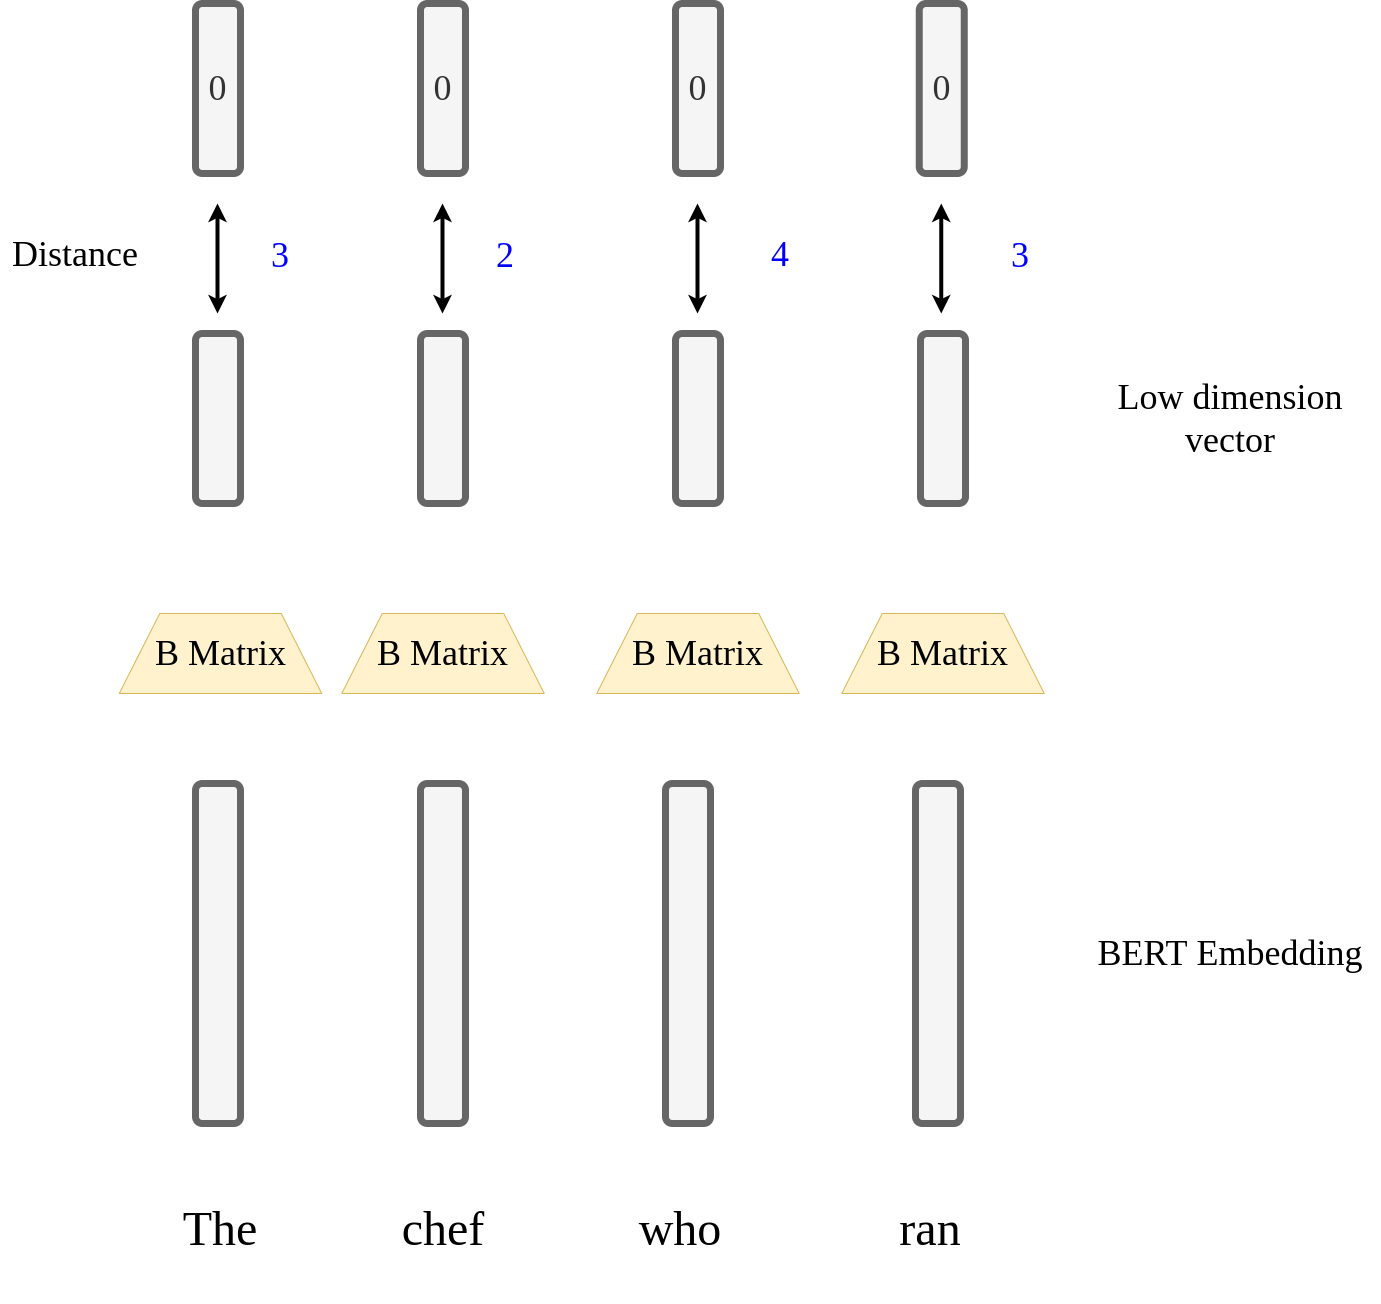 0 0 0 0
Distance 3 2 4 3
Low dimension
vector
B Matrix B Matrix B Matrix B Matrix
BERT Embedding
The chef who ran